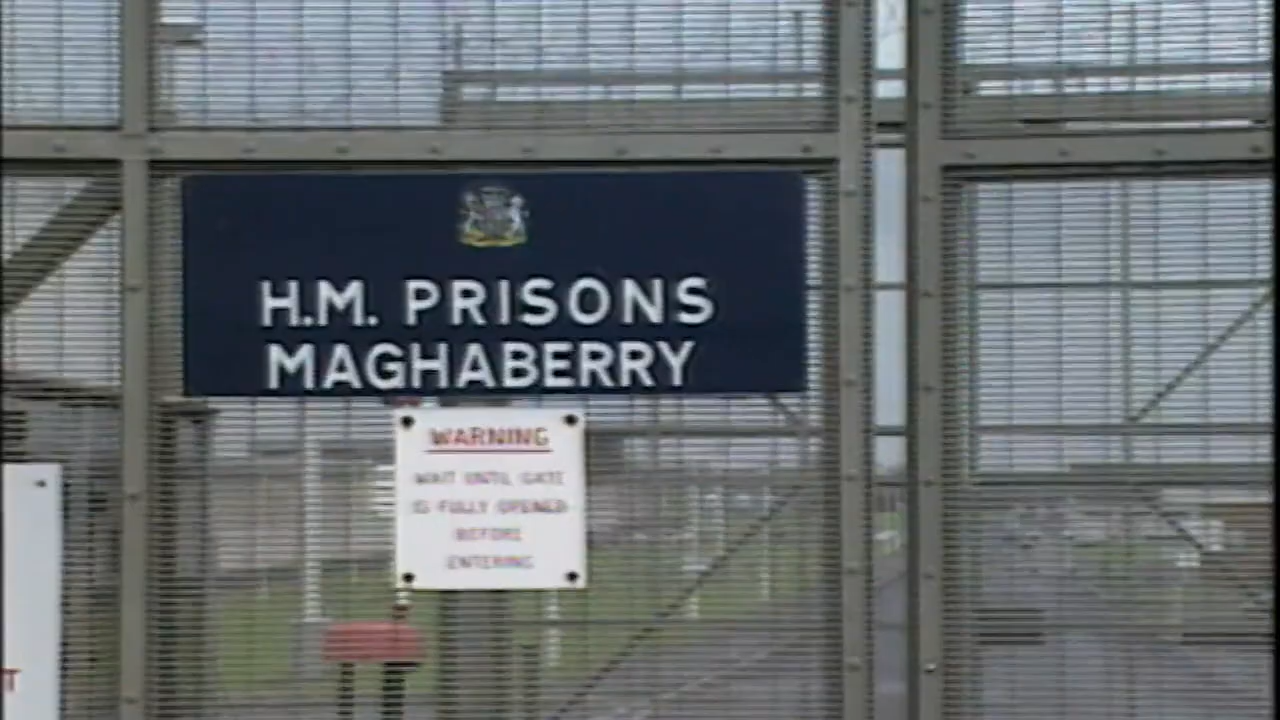 H.M. PRISONS
MAGHABERRY
WARNING
WAIT UNTIL GATE
IS FULLY OPENED
BEFORE
ENTERING
T